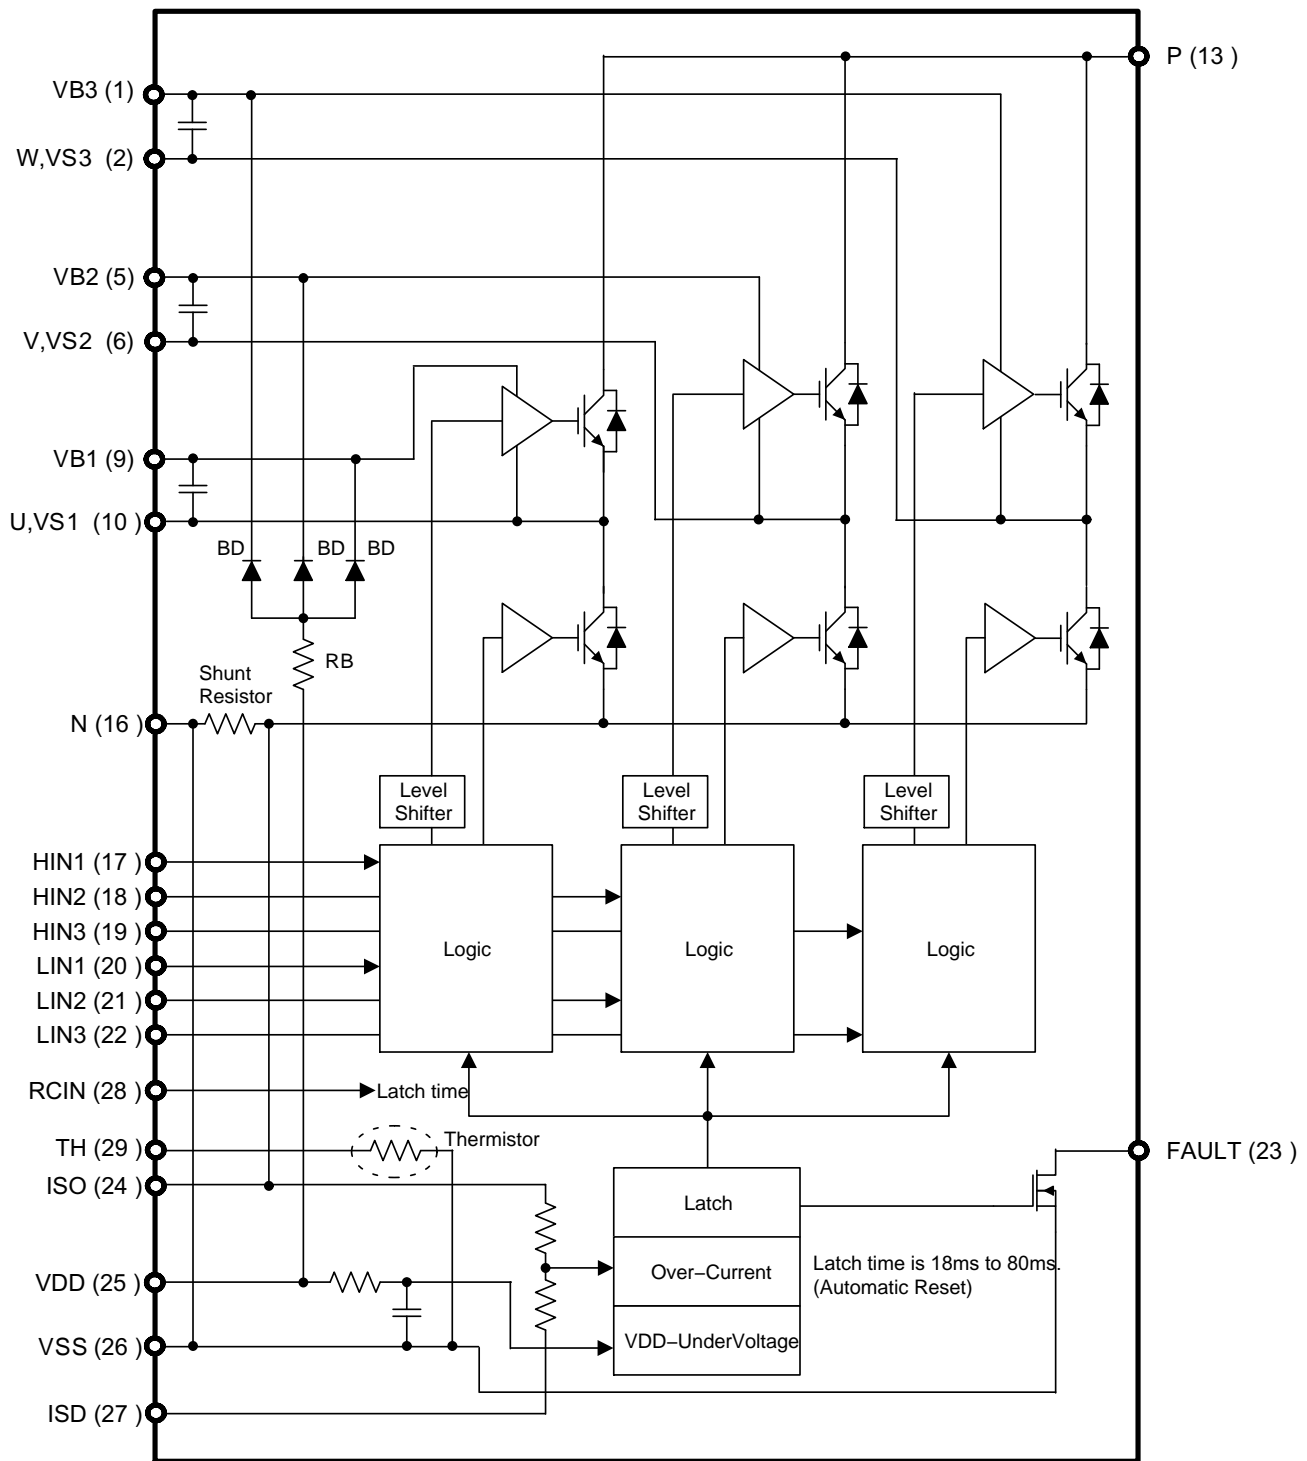 P (13 )
VB3 (1)
W,VS3 (2)
VB2 (5)
V,VS2 (6)
VB1 (9)
U,VS1 (10 )
BD
BD
BD
RB
Shunt
Resistor
N (16 )
Level
Shifter
Level
Shifter
Level
Shifter
HIN1 (17 )
HIN2 (18 )
HIN3 (19 )
LIN1 (20 )
LIN2 (21 )
LIN3 (22 )
Logic
Logic
Logic
RCIN (28 )
Latch time
TH (29 )
Thermistor
FAULT (23 )
ISO (24 )
Latch
Over−Current
VDD−UnderVoltage
Latch time is 18ms to 80ms.
(Automatic Reset)
VDD (25 )
VSS (26 )
ISD (27 )